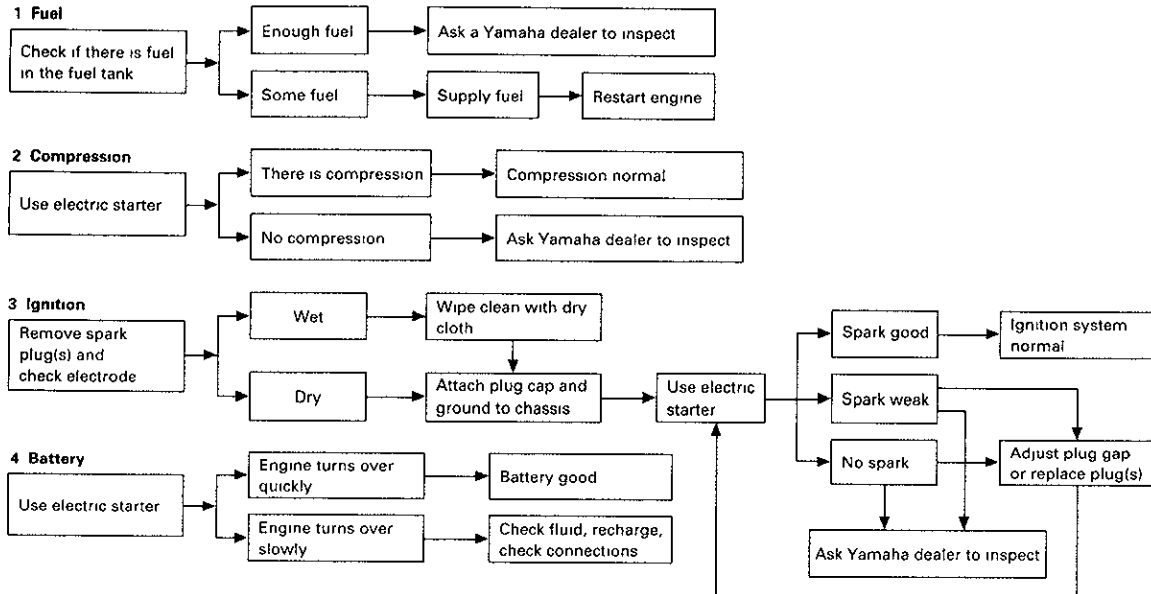 1 Fuel
Check if there is fuel
in the fuel tank
Enough fuel
Ask a Yamaha dealer to inspect
Some fuel
Supply fuel
Restart engine
2 Compression
Use electric starter
There is compression
Compression normal
No compression
Ask Yamaha dealer to inspect
3 Ignition
Remove spark
plug(s) and
check electrode
Wet
Wipe clean with dry
cloth
Dry
Attach plug cap and
ground to chassis
Use electric
starter
Spark good
Ignition system
normal
Spark weak
No spark
Adjust plug gap
or replace plug(s)
Ask Yamaha dealer to inspect
4 Battery
Use electric starter
Engine turns over
quickly
Battery good
Engine turns over
slowly
Check fluid, recharge,
check connections